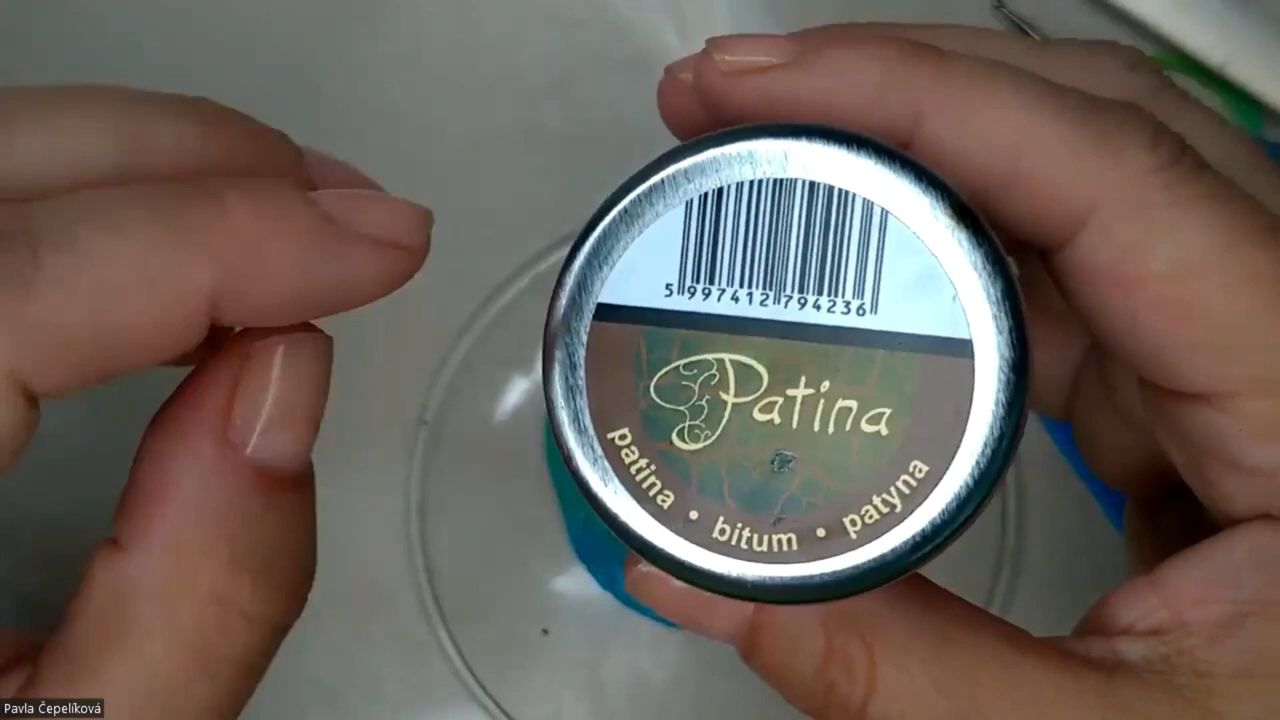 5 997412 794236
Patina
patina • bitum • patyna
Pavla Čepelíková